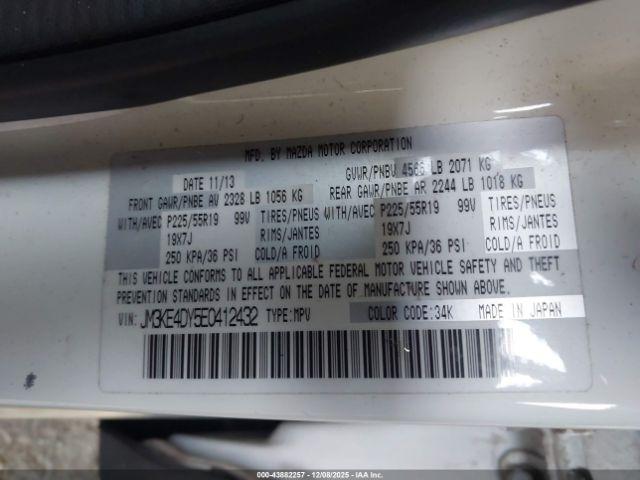 MFD. BY MAZDA MOTOR CORPORATION
DATE 11/13 GVWR/PNBV 4566 LB 2071 KG
FRONT GAWR/PNBE AV 2328 LB 1056 KG REAR GAWR/PNBE AR 2244 LB 1018 KG
WITH/AVEC P225/55R19 99V TIRES/PNEUS WITH/AVEC P225/55R19 99V TIRES/PNEUS
19X7J RIMS/JANTES 19X7J RIMS/JANTES
250 KPA/36 PSI COLD/A FROID 250 KPA/36 PSI COLD/A FROID
THIS VEHICLE CONFORMS TO ALL APPLICABLE FEDERAL MOTOR VEHICLE SAFETY AND THEFT
PREVENTION STANDARDS IN EFFECT ON THE DATE OF MANUFACTURE SHOWN ABOVE.
VIN: JM3KE4DY5E0412432 TYPE:MPV COLOR CODE:34K MADE IN JAPAN
000-43882257 - 12/08/2025 - IAAI.COM